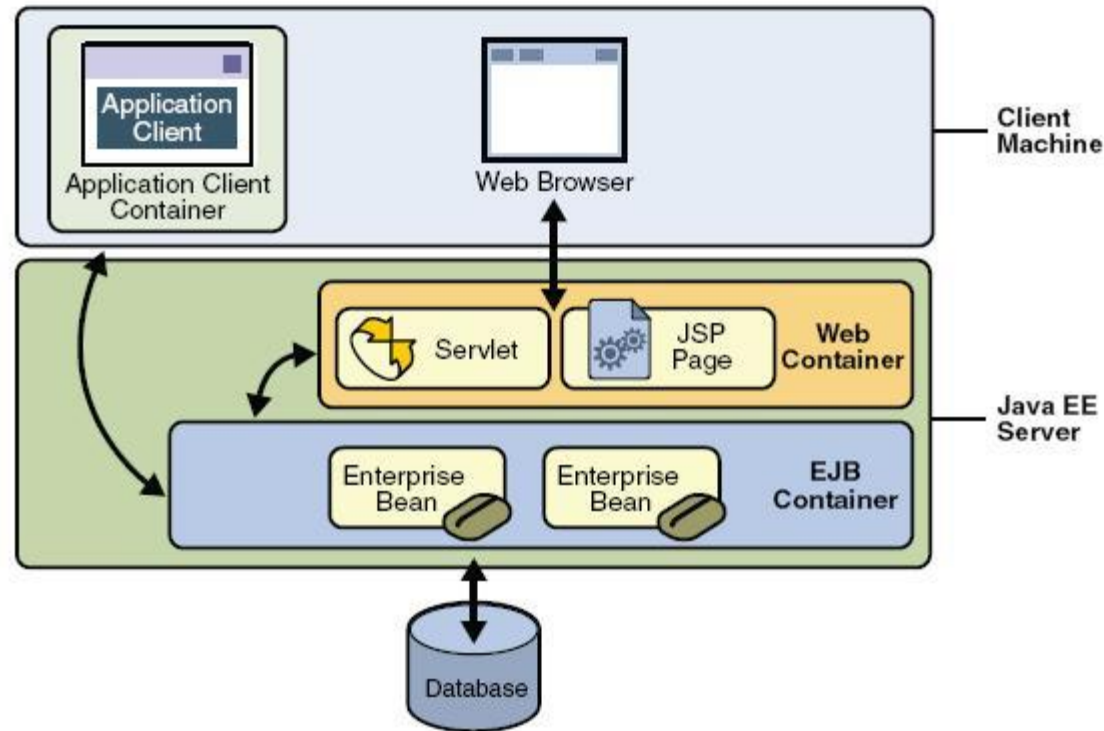 Application
Client
Application Client
Container
Web Browser
Client
Machine
Servlet
JSP
Page
Web
Container
Java EE
Server
Enterprise
Bean
Enterprise
Bean
EJB
Container
Database